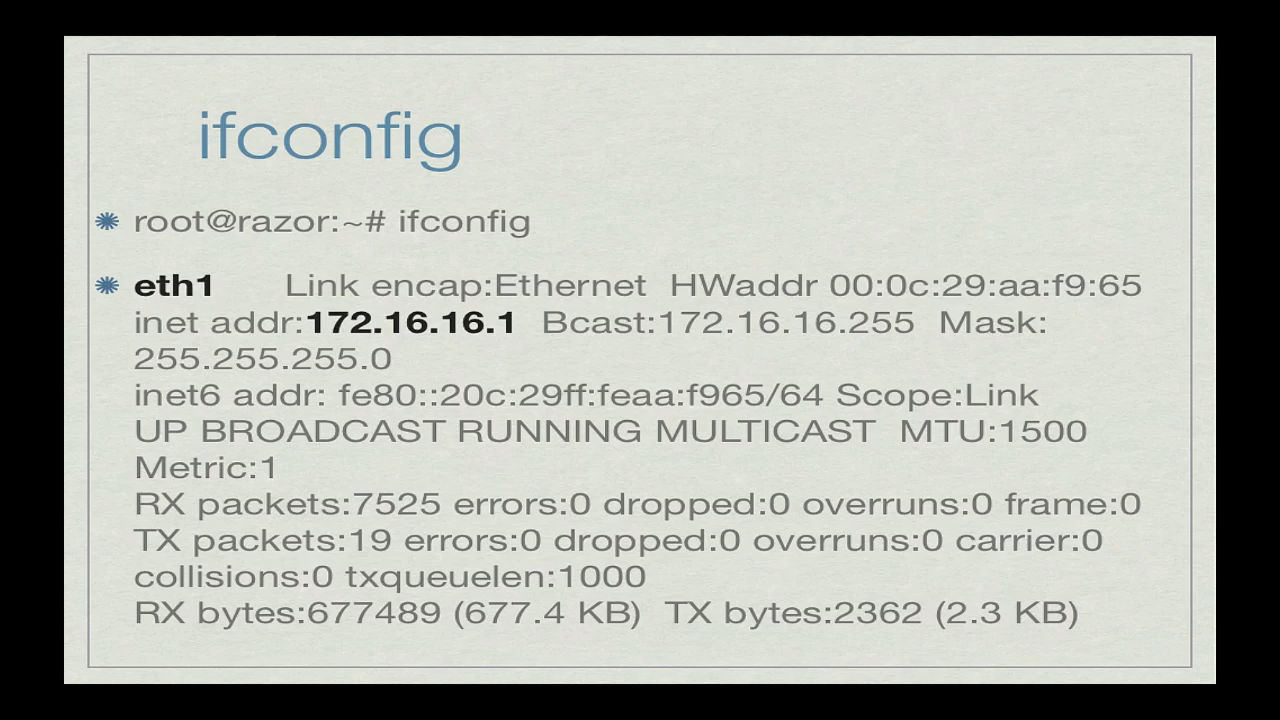 ifconfig
root@razor:~# ifconfig
eth1 Link encap:Ethernet HWaddr 00:0c:29:aa:f9:65
inet addr:172.16.16.1 Bcast:172.16.16.255 Mask:
255.255.255.0
inet6 addr: fe80::20c:29ff:feaa:f965/64 Scope:Link
UP BROADCAST RUNNING MULTICAST MTU:1500
Metric:1
RX packets:7525 errors:0 dropped:0 overruns:0 frame:0
TX packets:19 errors:0 dropped:0 overruns:0 carrier:0
collisions:0 txqueuelen:1000
RX bytes:677489 (677.4 KB) TX bytes:2362 (2.3 KB)